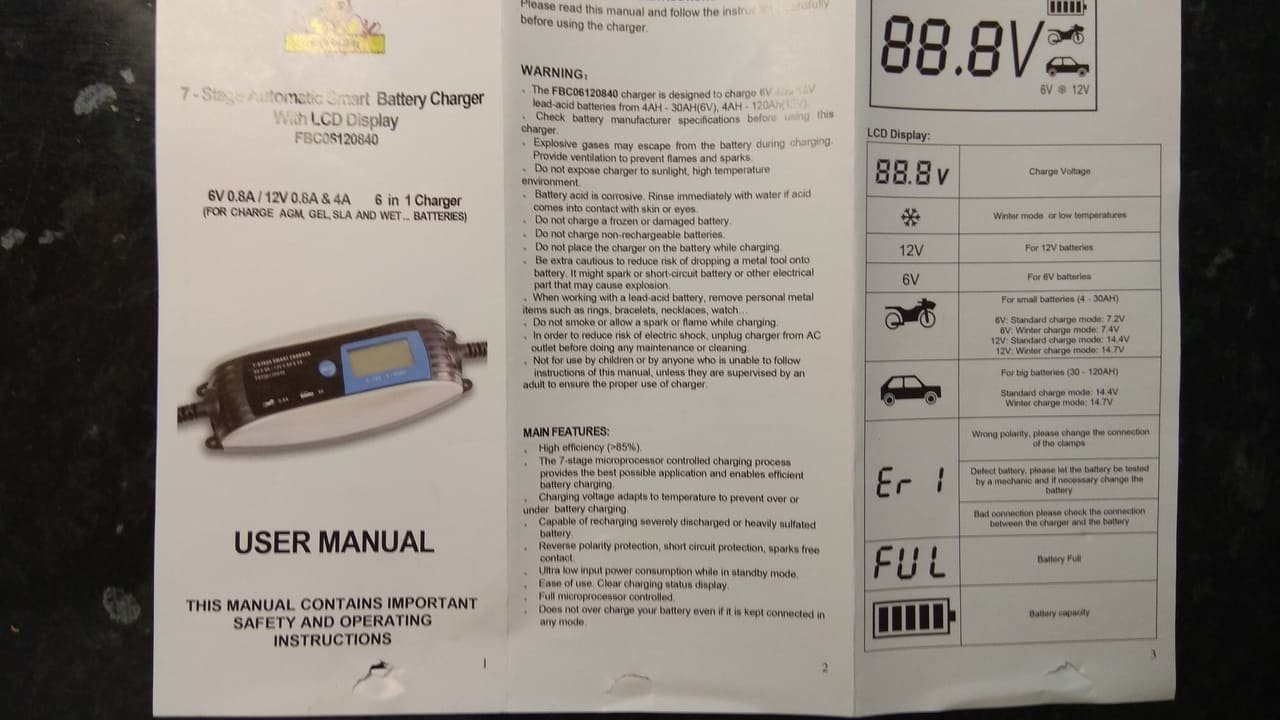 7 - Stage Automatic Smart Battery Charger
With LCD Display
FBC06120840
6V 0.8A / 12V 0.8A & 4A 6 in 1 Charger
(FOR CHARGE AGM, GEL, SLA AND WET... BATTERIES)
7-STAGE SMART CHARGER
USER MANUAL
THIS MANUAL CONTAINS IMPORTANT
SAFETY AND OPERATING
INSTRUCTIONS
1
Please read this manual and follow the carefully
before using the charger.
WARNING:
. The FBC06120840 charger is designed to charge 6V
lead-acid batteries from 4AH - 30AH(6V), 4AH - 120AH
. Check battery manufacturer specifications before using this
charger.
. Explosive gases may escape from the battery during charging.
Provide ventilation to prevent flames and sparks.
. Do not expose charger to sunlight, high temperature
environment.
. Battery acid is corrosive. Rinse immediately with water if acid
comes into contact with skin or eyes.
. Do not charge a frozen or damaged battery.
. Do not charge non-rechargeable batteries.
. Do not place the charger on the battery while charging.
. Be extra cautious to reduce risk of dropping a metal tool onto
battery. It might spark or short-circuit battery or other electrical
part that may cause explosion.
. When working with a lead-acid battery, remove personal metal
items such as rings, bracelets, necklaces, watch...
. Do not smoke or allow a spark or flame while charging.
. In order to reduce risk of electric shock, unplug charger from AC
outlet before doing any maintenance or cleaning.
. Not for use by children or by anyone who is unable to follow
instructions of this manual, unless they are supervised by an
adult to ensure the proper use of charger.
MAIN FEATURES:
. High efficiency (>85%).
. The 7-stage microprocessor controlled charging process
provides the best possible application and enables efficient
battery charging.
. Charging voltage adapts to temperature to prevent over or
under battery charging.
. Capable of recharging severely discharged or heavily sulfated
battery.
. Reverse polarity protection, short circuit protection, sparks free
contact.
. Ultra low input power consumption while in standby mode.
. Ease of use. Clear charging status display.
. Full microprocessor controlled.
. Does not over charge your battery even if it is kept connected in
any mode.
2
88.8V
6V ❄ 12V
LCD Display:
88.8v Charge Voltage
❄ Winter mode or low temperatures
12V For 12V batteries
6V For 6V batteries
For small batteries (4 - 30AH)
6V: Standard charge mode: 7.2V
6V: Winter charge mode: 7.4V
12V: Standard charge mode: 14.4V
12V: Winter charge mode: 14.7V
For big batteries (30 - 120AH)
Standard charge mode: 14.4V
Winter charge mode: 14.7V
Er 1
Wrong polarity, please change the connection
of the clamps
Defect battery, please let the battery be tested
by a mechanic and if necessary change the
battery
Bad connection please check the connection
between the charger and the battery
FUL Battery Full
Battery capacity
3